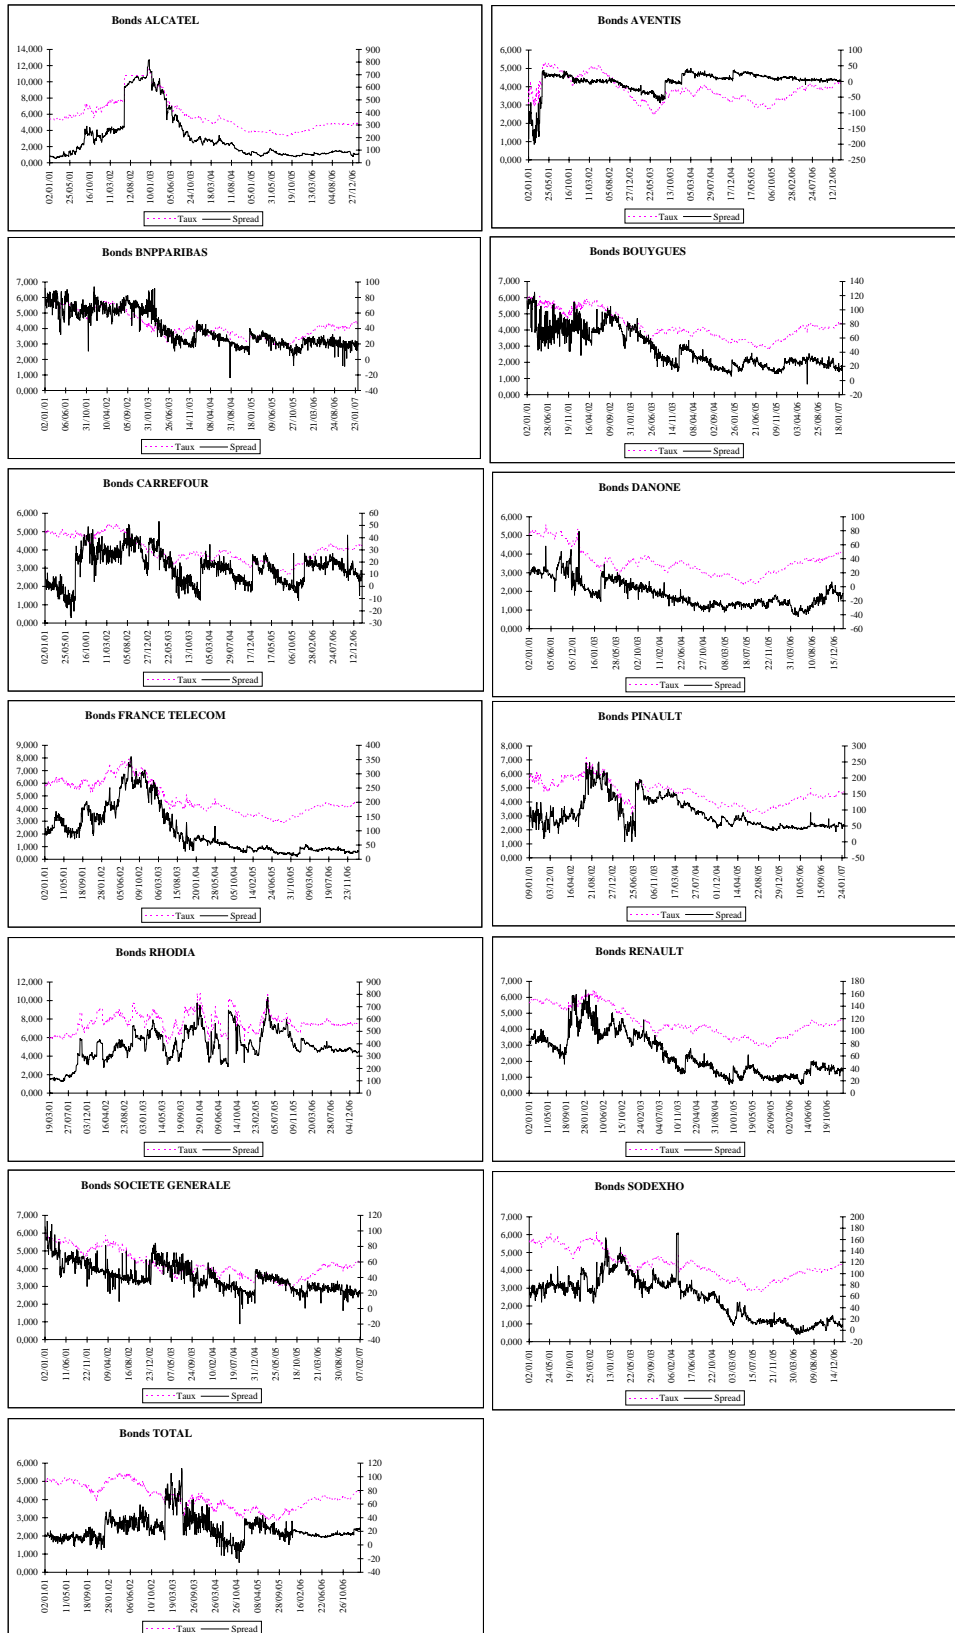 Bonds ALCATEL
14,000 12,000 10,000 8,000 6,000 4,000 2,000 0,000
900 800 700 600 500 400 300 200 100 0
02/01/01 25/05/01 16/10/01 11/03/02 12/08/02 10/01/03 05/06/03 24/10/03 18/03/04 11/08/04 05/01/05 31/05/05 19/10/05 13/03/06 04/08/06 27/12/06
Taux Spread
Bonds AVENTIS
6,000 5,000 4,000 3,000 2,000 1,000 0,000
100 50 0 -50 -100 -150 -200 -250
02/01/01 25/05/01 16/10/01 11/03/02 02/08/02 27/12/02 22/05/03 13/10/03 05/03/04 29/07/04 17/12/04 17/05/05 06/10/05 28/02/06 24/07/06 12/12/06
Taux Spread
Bonds BNPPARIBAS
7,000 6,000 5,000 4,000 3,000 2,000 1,000 0,000
100 80 60 40 20 0 -20 -40
02/01/01 06/06/01 31/10/01 02/04/02 05/09/02 31/01/03 26/06/03 14/11/03 08/04/04 31/08/04 18/01/05 09/06/05 27/10/05 21/03/06 24/08/06 23/01/07
Taux Spread
Bonds BOUYGUES
7,000 6,000 5,000 4,000 3,000 2,000 1,000 0,000
140 120 100 80 60 40 20 0 -20
02/01/01 28/06/01 19/11/01 16/04/02 09/09/02 31/01/03 26/06/03 14/11/03 08/04/04 02/09/04 26/01/05 21/06/05 09/11/05 03/04/06 25/08/06 18/01/07
Taux Spread
Bonds CARREFOUR
6,000 5,000 4,000 3,000 2,000 1,000 0,000
60 50 40 30 20 10 0 -10 -20 -30
02/01/01 25/05/01 16/10/01 11/03/02 05/08/02 27/12/02 22/05/03 13/10/03 05/03/04 29/07/04 17/12/04 17/05/05 06/10/05 28/02/06 24/07/06 12/12/06
Taux Spread
Bonds DANONE
6,000 5,000 4,000 3,000 2,000 1,000 0,000
100 80 60 40 20 0 -20 -40 -60
02/01/01 05/06/01 05/12/01 16/01/03 28/05/03 02/10/03 11/02/04 22/06/04 27/10/04 08/03/05 18/07/05 22/11/05 31/03/06 10/08/06 15/12/06
Taux Spread
Bonds FRANCE TELECOM
9,000 8,000 7,000 6,000 5,000 4,000 3,000 2,000 1,000 0,000
400 350 300 250 200 150 100 50 0
02/01/01 11/05/01 18/09/01 28/01/02 05/06/02 09/10/02 06/03/03 15/08/03 20/01/04 28/05/04 05/10/04 14/02/05 24/06/05 31/10/05 09/03/06 19/07/06 23/11/06
Taux Spread
Bonds PINAULT
8,000 7,000 6,000 5,000 4,000 3,000 2,000 1,000 0,000
300 250 200 150 100 50 0 -50
09/01/01 03/12/01 16/04/02 21/08/02 27/12/02 25/06/03 06/11/03 17/03/04 27/07/04 01/12/04 14/04/05 22/08/05 29/12/05 10/05/06 15/09/06 24/01/07
Taux Spread
Bonds RHODIA
12,000 10,000 8,000 6,000 4,000 2,000 0,000
900 800 700 600 500 400 300 200 100 0
19/03/01 27/07/01 03/12/01 16/04/02 23/08/02 03/01/03 14/05/03 19/09/03 29/01/04 09/06/04 14/10/04 23/02/05 05/07/05 09/11/05 20/03/06 28/07/06 04/12/06
Taux Spread
Bonds RENAULT
7,000 6,000 5,000 4,000 3,000 2,000 1,000 0,000
180 160 140 120 100 80 60 40 20 0
02/01/01 11/05/01 18/09/01 28/01/02 10/06/02 15/10/02 24/02/03 04/07/03 10/11/03 22/04/04 31/08/04 10/01/05 19/05/05 26/09/05 02/02/06 14/06/06 19/10/06
Taux Spread
Bonds SOCIETE GENERALE
7,000 6,000 5,000 4,000 3,000 2,000 1,000 0,000
120 100 80 60 40 20 0 -20 -40
02/01/01 11/06/01 22/11/01 08/03/02 16/08/02 23/12/02 07/05/03 18/09/03 10/02/04 19/07/04 31/12/04 26/05/05 18/10/05 21/03/06 30/08/06 07/02/07
Taux Spread
Bonds SODEXHO
7,000 6,000 5,000 4,000 3,000 2,000 1,000 0,000
200 180 160 140 120 100 80 60 40 20 0 -20
02/01/01 24/05/01 19/10/01 25/03/02 13/01/03 22/05/03 29/09/03 06/02/04 17/06/04 22/10/04 03/03/05 15/07/05 21/11/05 30/03/06 09/08/06 14/12/06
Taux Spread
Bonds TOTAL
6,000 5,000 4,000 3,000 2,000 1,000 0,000
120 100 80 60 40 20 0 -20 -40
02/01/01 11/05/01 18/09/01 28/01/02 06/06/02 10/10/02 19/03/03 30/09/03 26/03/04 26/10/04 08/04/05 28/09/05 16/02/06 22/06/06 26/10/06
Taux Spread